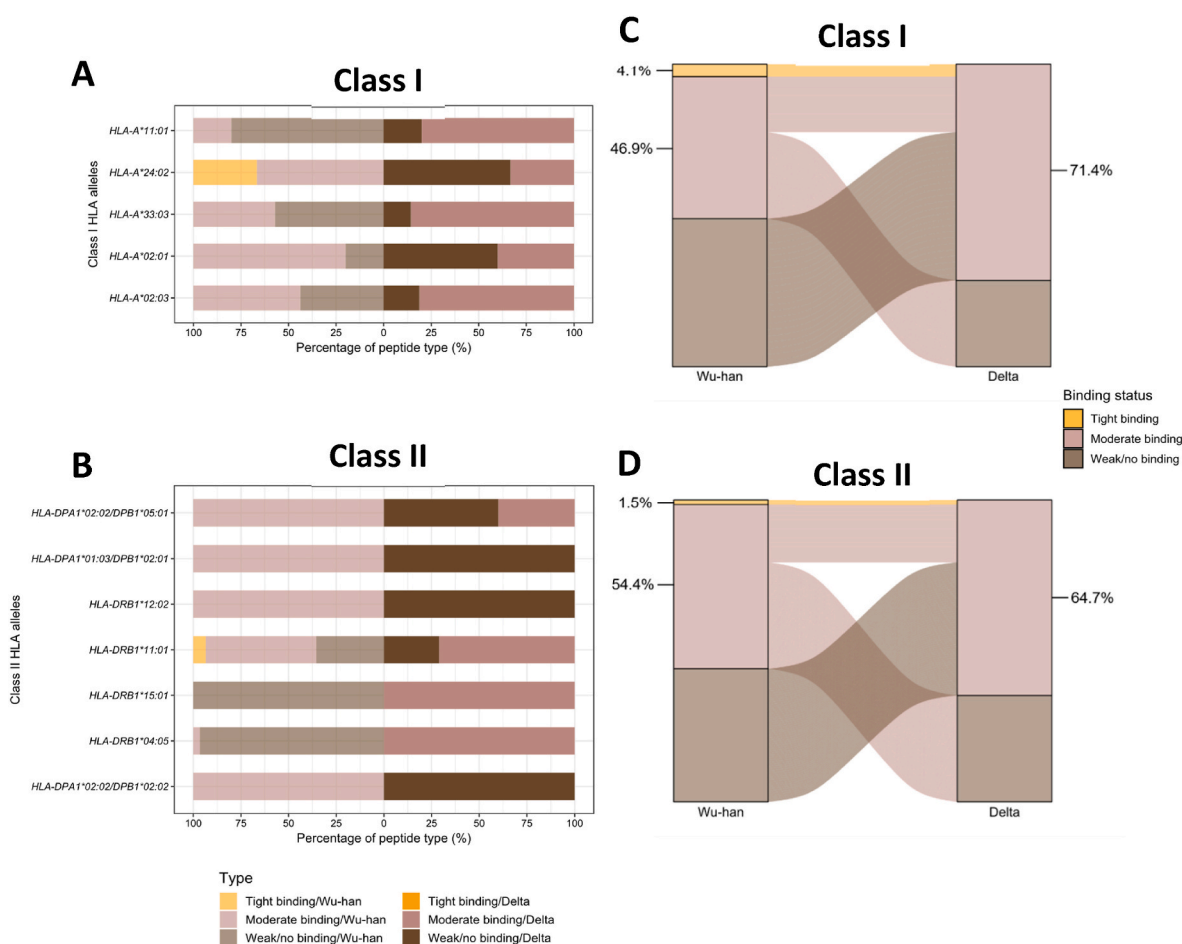 A
Class I
HLA-A*11:01
HLA-A*24:02
HLA-A*33:03
HLA-A*02:01
HLA-A*02:03
Class I HLA alleles
100 75 50 25 0 25 50 75 100
Percentage of peptide type (%)
C
Class I
4.1%
46.9%
71.4%
Wu-han
Delta
Binding status
Tight binding
Moderate binding
Weak/no binding
B
Class II
HLA-DPA1*02:02/DPB1*05:01
HLA-DPA1*01:03/DPB1*02:01
HLA-DRB1*12:02
HLA-DRB1*11:01
HLA-DRB1*15:01
HLA-DRB1*04:05
HLA-DPA1*02:02/DPB1*02:02
Class II HLA alleles
100 75 50 25 0 25 50 75 100
Percentage of peptide type (%)
D
Class II
1.5%
54.4%
64.7%
Wu-han
Delta
Type
Tight binding/Wu-han
Moderate binding/Wu-han
Weak/no binding/Wu-han
Tight binding/Delta
Moderate binding/Delta
Weak/no binding/Delta